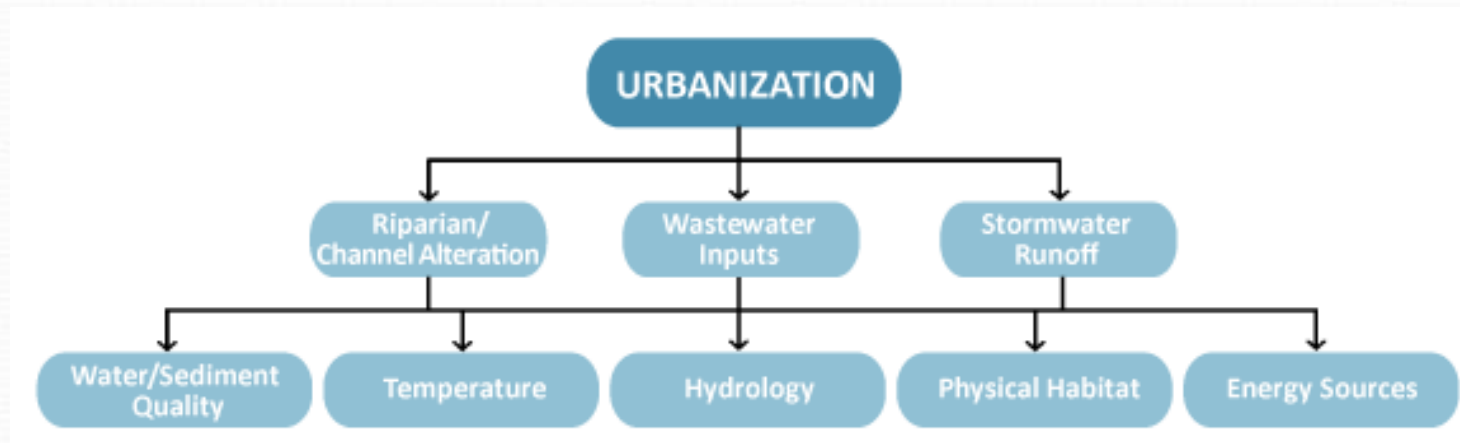 URBANIZATION
Riparian/
Channel Alteration
Wastewater
Inputs
Stormwater
Runoff
Water/Sediment
Quality
Temperature
Hydrology
Physical Habitat
Energy Sources